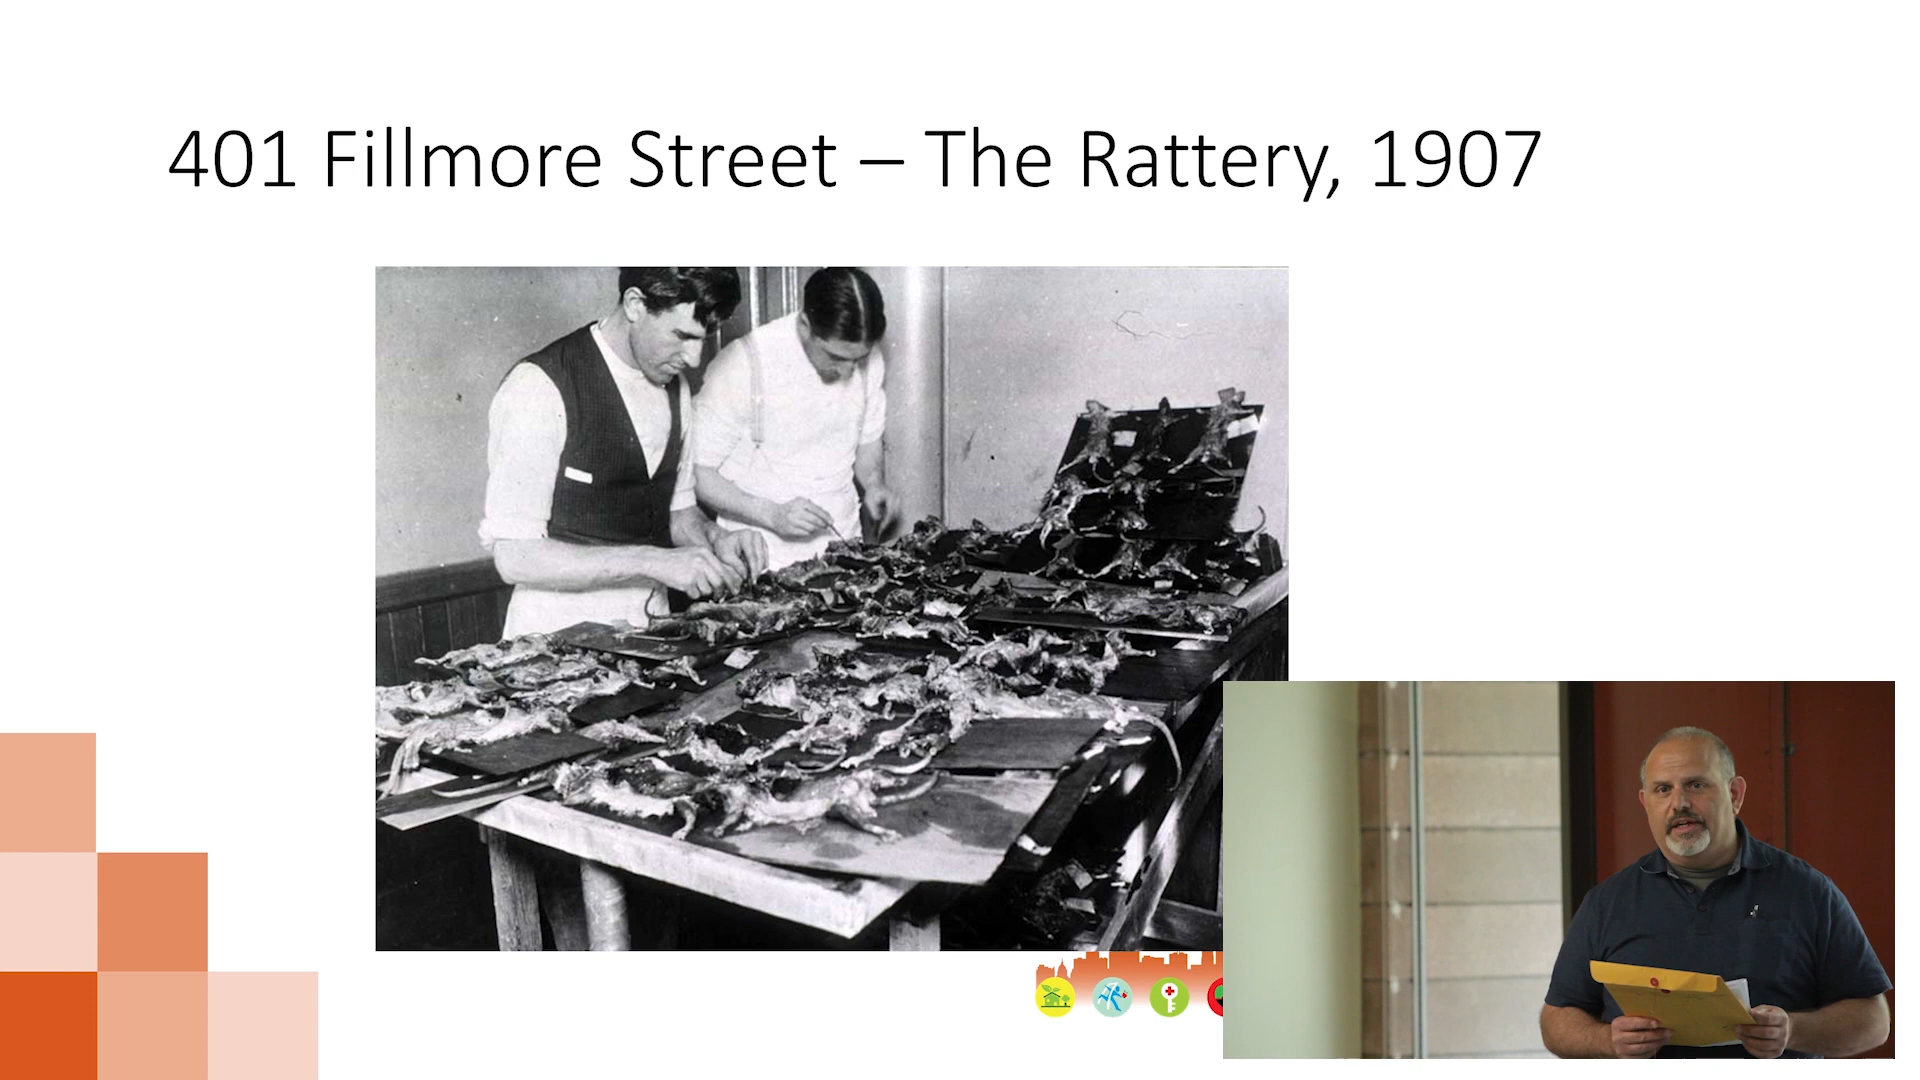 401 Fillmore Street – The Rattery, 1907